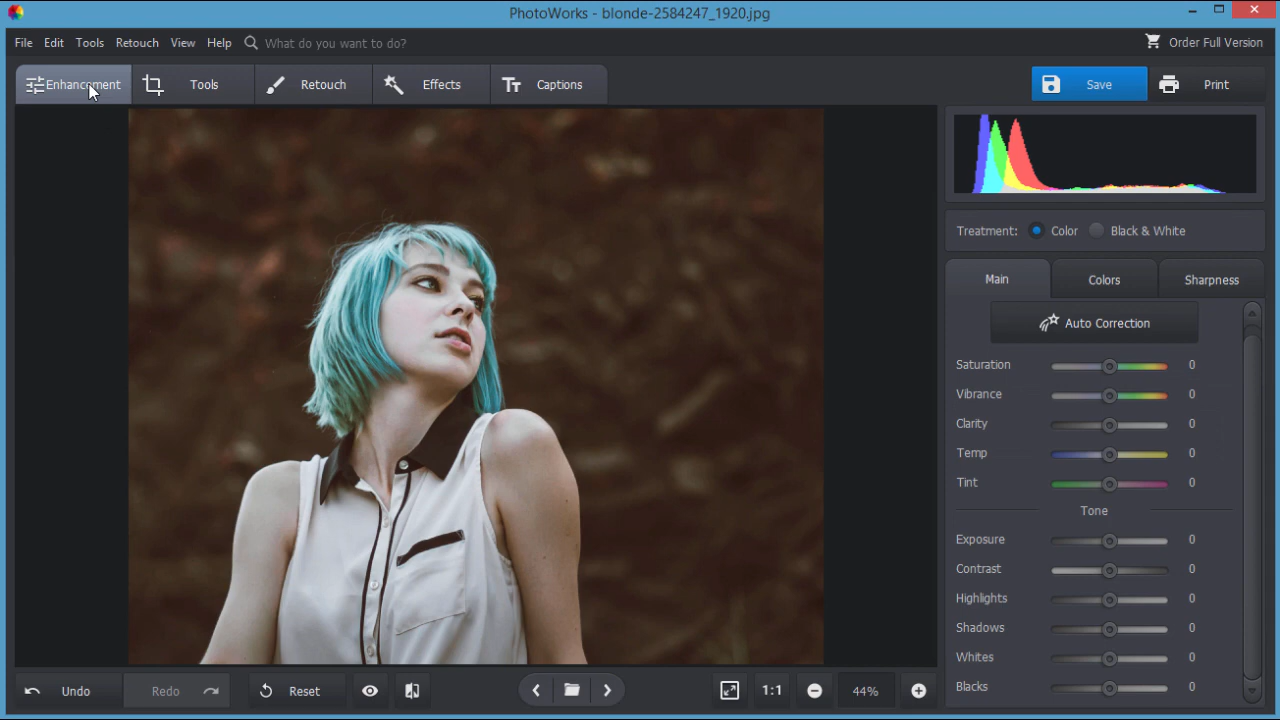 PhotoWorks - blonde-2584247_1920.jpg
File Edit Tools Retouch View Help What do you want to do? Order Full Version
Enhancement Tools Retouch Effects Tт Captions Save Print
Treatment: Color Black & White
Main Colors Sharpness
Auto Correction
Saturation 0
Vibrance 0
Clarity 0
Temp 0
Tint 0
Tone
Exposure 0
Contrast 0
Highlights 0
Shadows 0
Whites 0
Blacks 0
Undo Redo Reset 1:1 44%